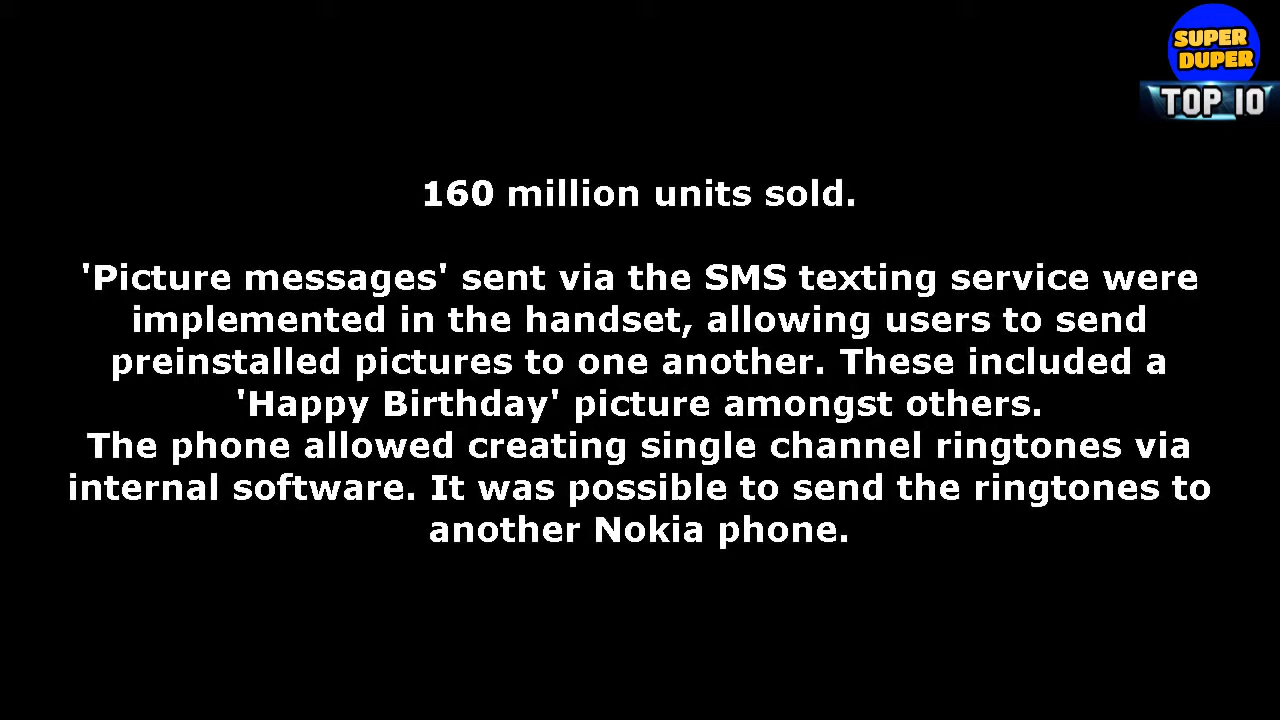 SUPER
DUPER
TOP 10
160 million units sold.
'Picture messages' sent via the SMS texting service were
implemented in the handset, allowing users to send
preinstalled pictures to one another. These included a
'Happy Birthday' picture amongst others.
The phone allowed creating single channel ringtones via
internal software. It was possible to send the ringtones to
another Nokia phone.